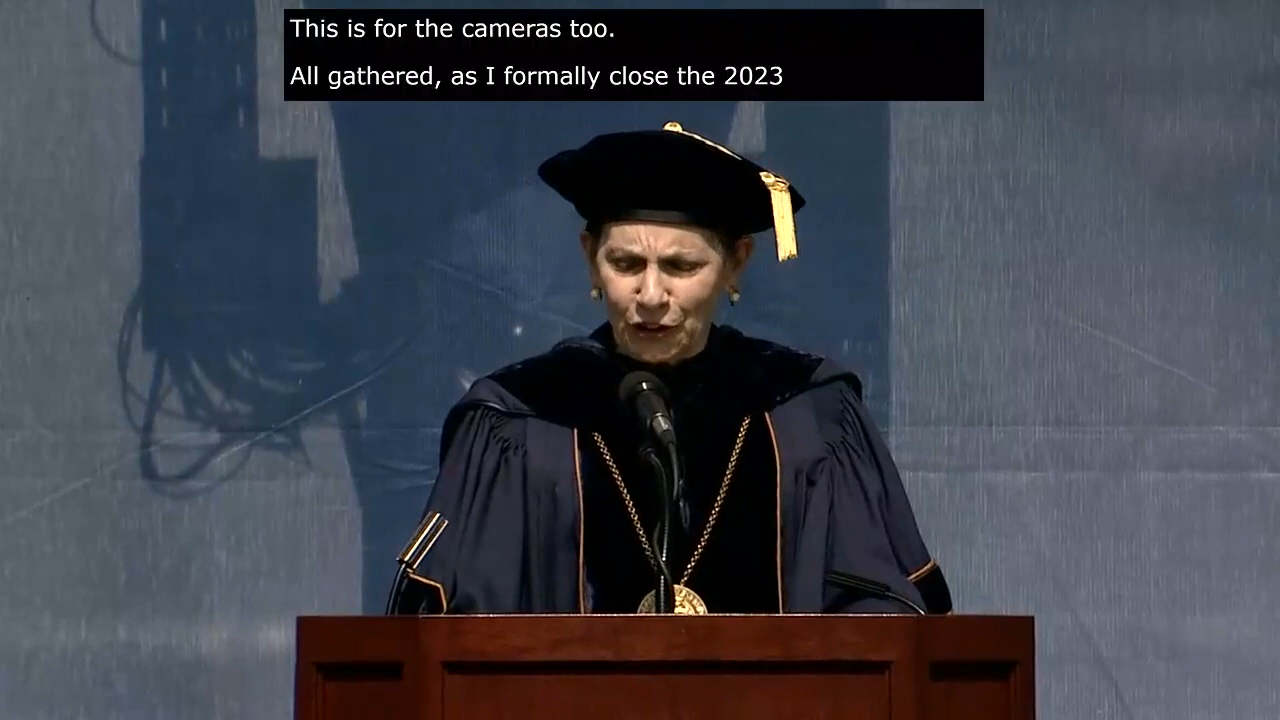 This is for the cameras too.
All gathered, as I formally close the 2023